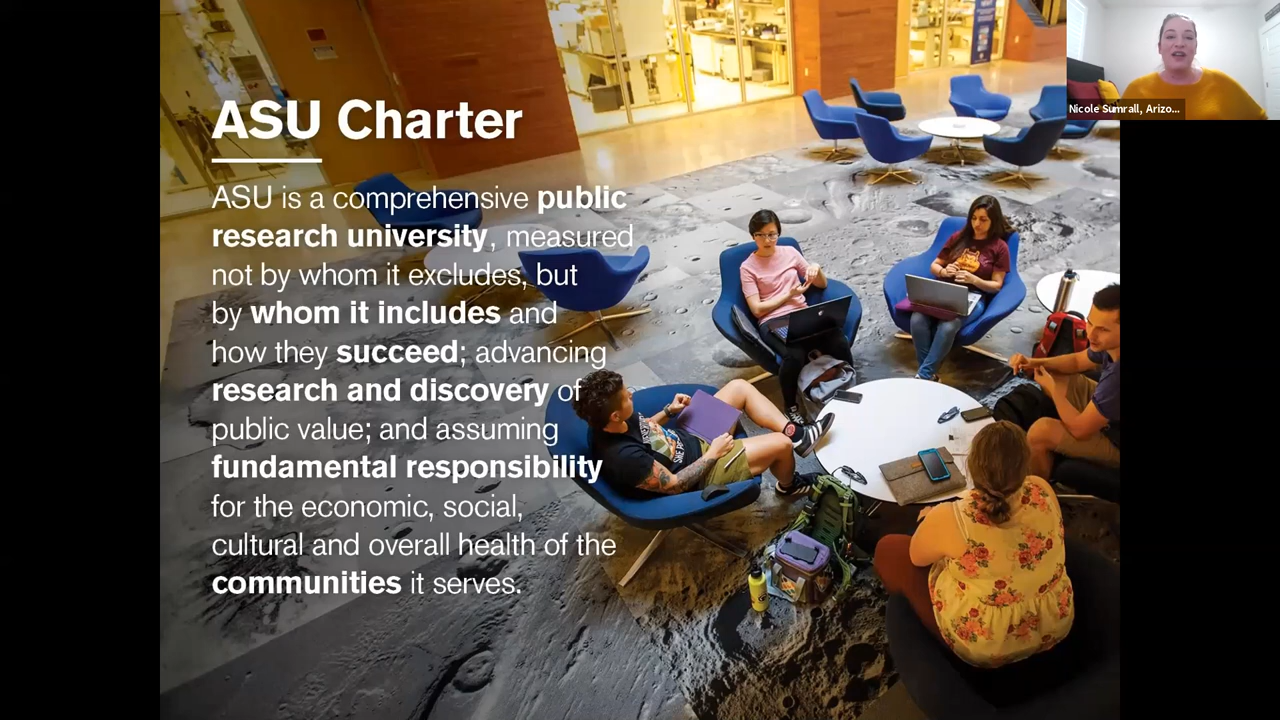 ASU Charter
ASU is a comprehensive public
research university, measured
not by whom it excludes, but
by whom it includes and
how they succeed; advancing
research and discovery of
public value; and assuming
fundamental responsibility
for the economic, social,
cultural and overall health of the
communities it serves.
Nicole Sumrall, Arizo...